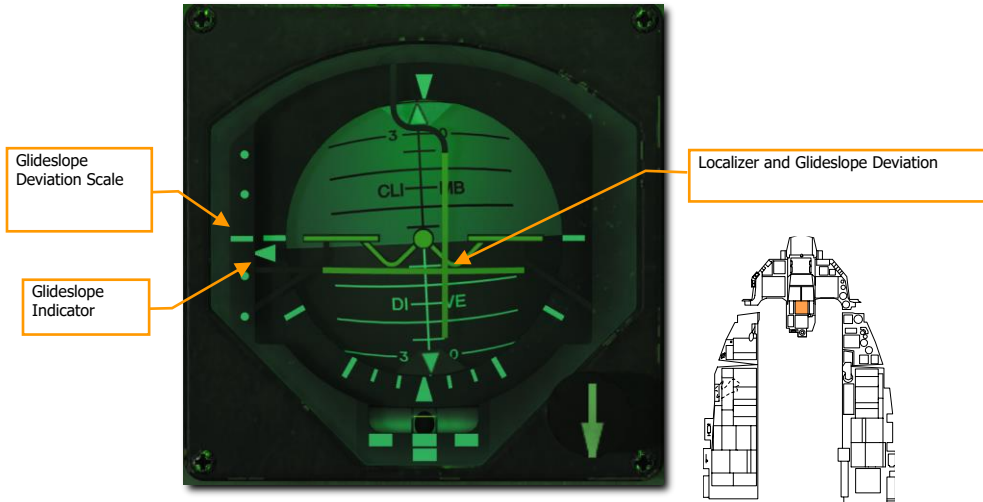 Glideslope
Deviation Scale
Glideslope
Indicator
Localizer and Glideslope Deviation
3 0
CLI MB
DI VE
3 0